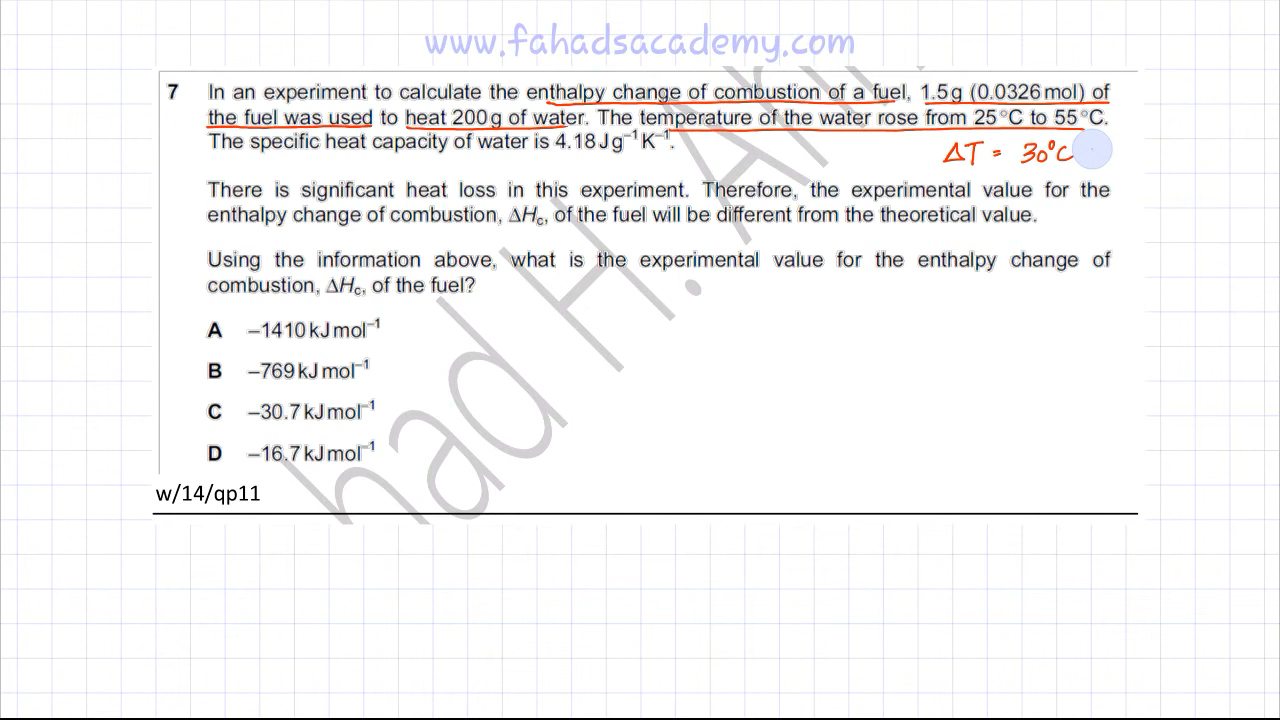 www.fahadsacademy.com
7 In an experiment to calculate the enthalpy change of combustion of a fuel, 1.5 g (0.0326 mol) of
the fuel was used to heat 200 g of water. The temperature of the water rose from 25 °C to 55 °C.
The specific heat capacity of water is 4.18 J g⁻¹ K⁻¹.
ΔT = 30°C
There is significant heat loss in this experiment. Therefore, the experimental value for the
enthalpy change of combustion, ΔHc, of the fuel will be different from the theoretical value.
Using the information above, what is the experimental value for the enthalpy change of
combustion, ΔHc, of the fuel?
A –1410 kJ mol⁻¹
B –769 kJ mol⁻¹
C –30.7 kJ mol⁻¹
D –16.7 kJ mol⁻¹
w/14/qp11